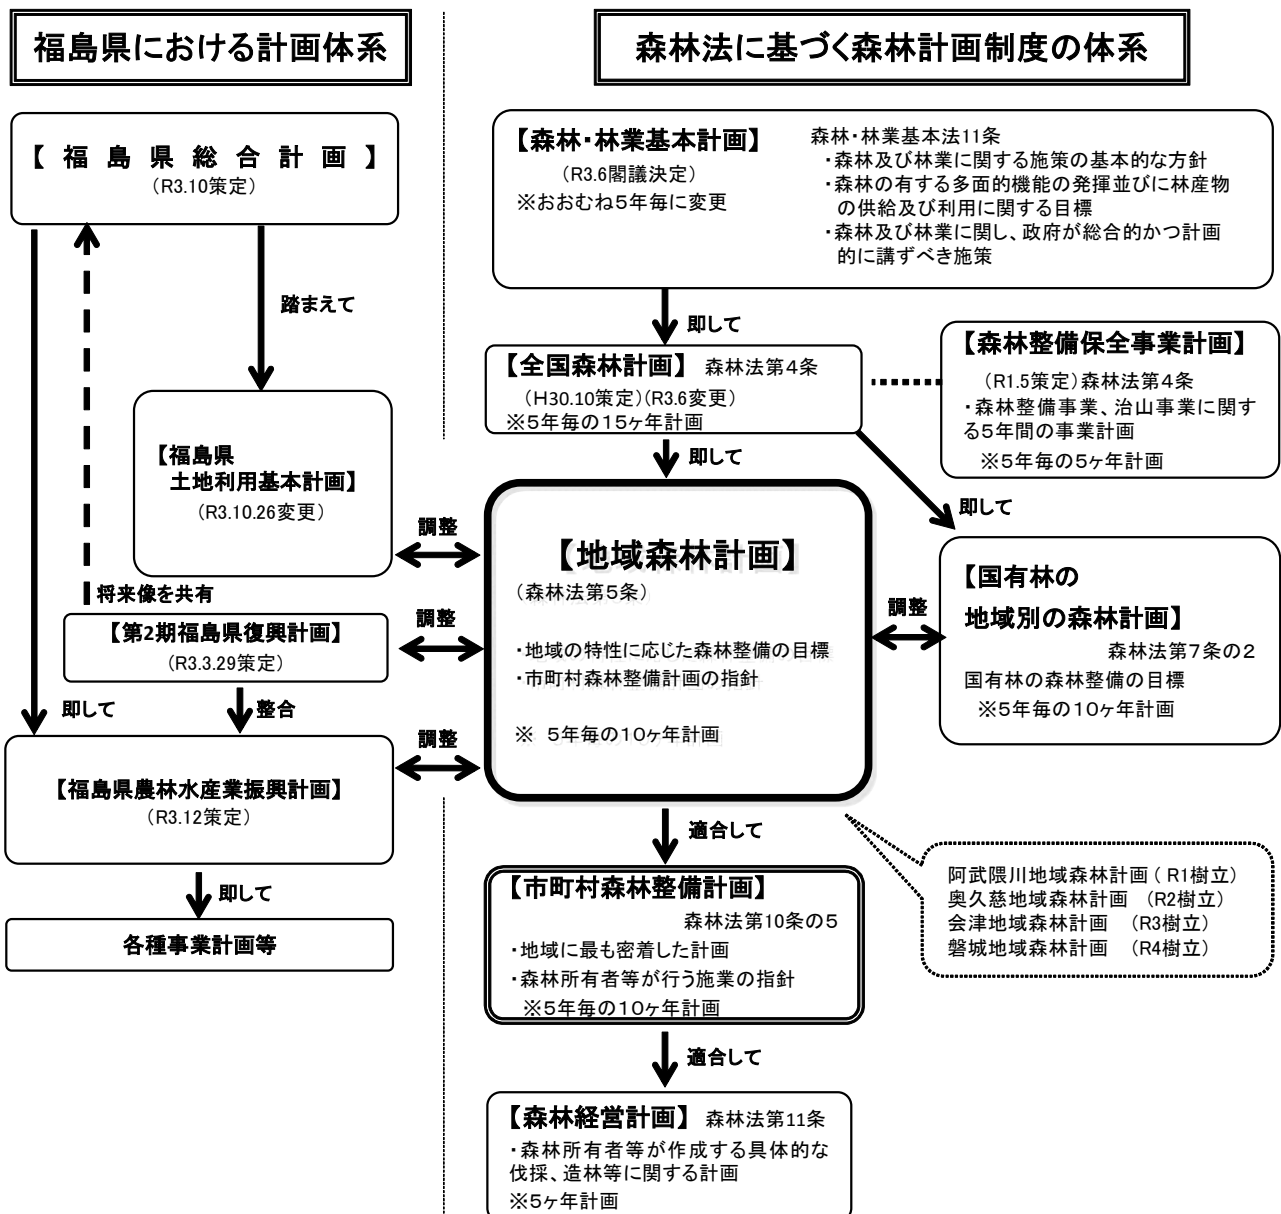 福島県における計画体系
【 福 島 県 総 合 計 画 】
(R3.10策定)
踏まえて
【福島県
土地利用基本計画】
(R3.10.26変更)
将来像を共有
【第2期福島県復興計画】
(R3.3.29策定)
即して
整合
【福島県農林水産業振興計画】
(R3.12策定)
即して
各種事業計画等
調整
調整
調整
森林法に基づく森林計画制度の体系
【森林・林業基本計画】
(R3.6閣議決定)
※おおむね5年毎に変更
森林・林業基本法11条
・森林及び林業に関する施策の基本的な方針
・森林の有する多面的機能の発揮並びに林産物
の供給及び利用に関する目標
・森林及び林業に関し、政府が総合的かつ計画
的に講ずべき施策
即して
【全国森林計画】 森林法第4条
(H30.10策定)(R3.6変更)
※5年毎の15ヶ年計画
【森林整備保全事業計画】
(R1.5策定)森林法第4条
・森林整備事業、治山事業に関す
る5年間の事業計画
※5年毎の5ヶ年計画
即して
即して
【地域森林計画】
(森林法第5条)
・地域の特性に応じた森林整備の目標
・市町村森林整備計画の指針
※ 5年毎の10ヶ年計画
調整
【国有林の
地域別の森林計画】
森林法第7条の2
国有林の森林整備の目標
※5年毎の10ヶ年計画
適合して
阿武隈川地域森林計画 ( R1樹立)
奥久慈地域森林計画 (R2樹立)
会津地域森林計画 (R3樹立)
磐城地域森林計画 (R4樹立)
【市町村森林整備計画】
森林法第10条の5
・地域に最も密着した計画
・森林所有者等が行う施業の指針
※5年毎の10ヶ年計画
適合して
【森林経営計画】 森林法第11条
・森林所有者等が作成する具体的な
伐採、造林等に関する計画
※5ヶ年計画